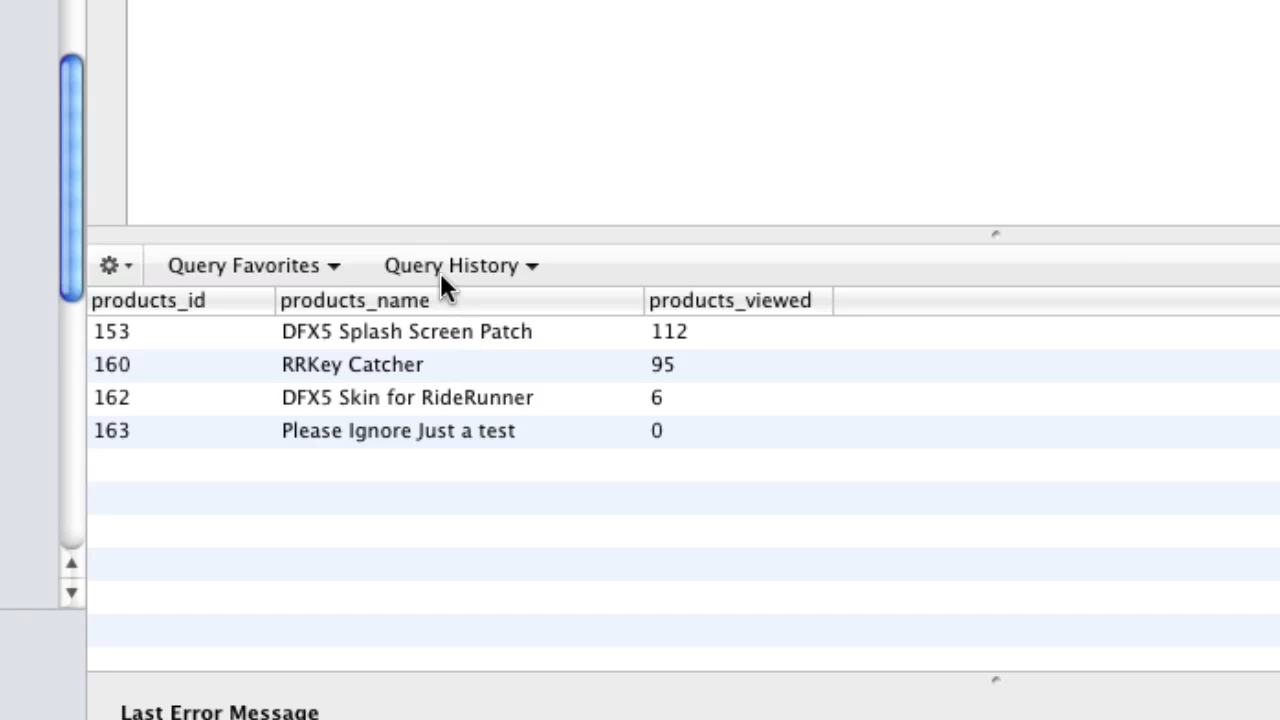 Query Favorites Query History
products_id products_name products_viewed
153 DFX5 Splash Screen Patch 112
160 RRKey Catcher 95
162 DFX5 Skin for RideRunner 6
163 Please Ignore Just a test 0
Last Error Message